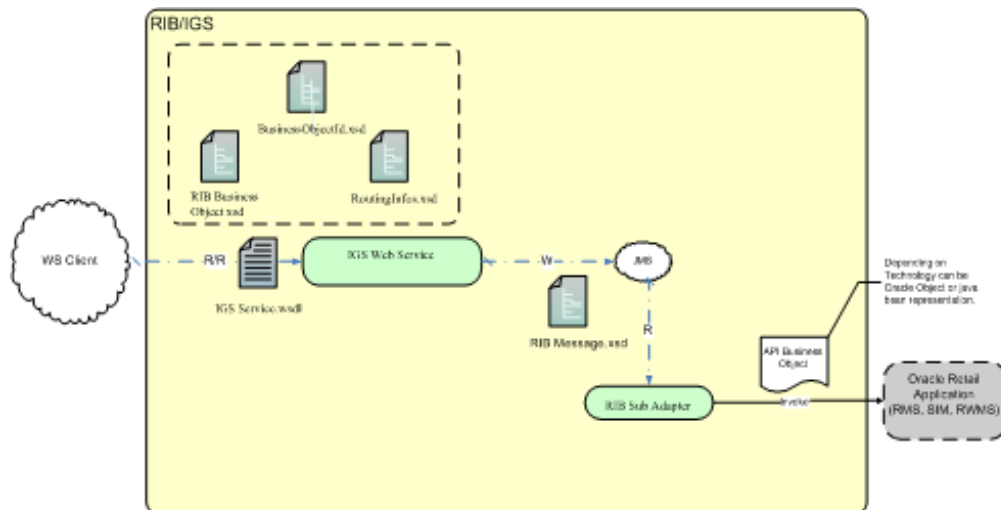 RIB/IGS
BusinessObjectId.xsd
RIB Business
Object.xsd
RoutingInfos.xsd
WS Client
R/R
IGS Web Service
W
JMS
IGS Service.wsdl
RIB Message.xsd
R
Depending on
Technology can be
Oracle Object or java
bean representation.
API Business
Object
RIB Sub Adapter
Invoke
Oracle Retail
Application
(RMS, SIM, RWMS)